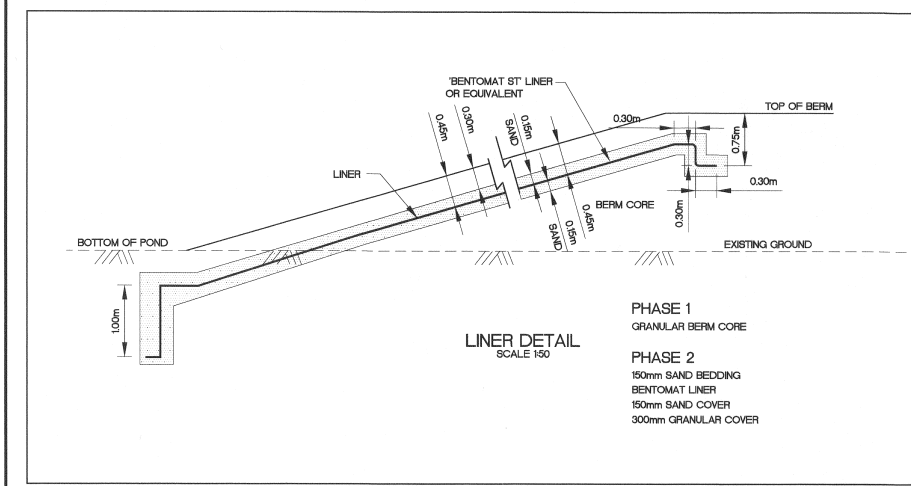 'BENTOMAT ST' LINER
OR EQUIVALENT
TOP OF BERM
0.30m
0.15m
SAND
0.30m
0.45m
0.75m
LINER
0.30m
BERM CORE
0.45m
0.15m
SAND
0.30m
BOTTOM OF POND
EXISTING GROUND
1.00m
LINER DETAIL
SCALE 1:50
PHASE 1
GRANULAR BERM CORE
PHASE 2
150mm SAND BEDDING
BENTOMAT LINER
150mm SAND COVER
300mm GRANULAR COVER